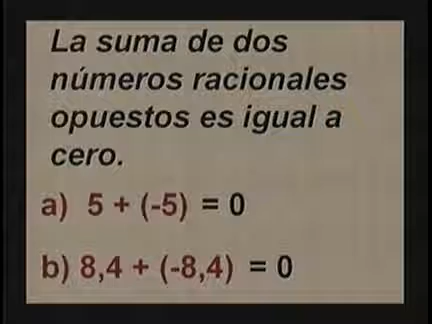 La suma de dos
números racionales
opuestos es igual a
cero.
a) 5 + (-5) = 0
b) 8,4 + (-8,4) = 0